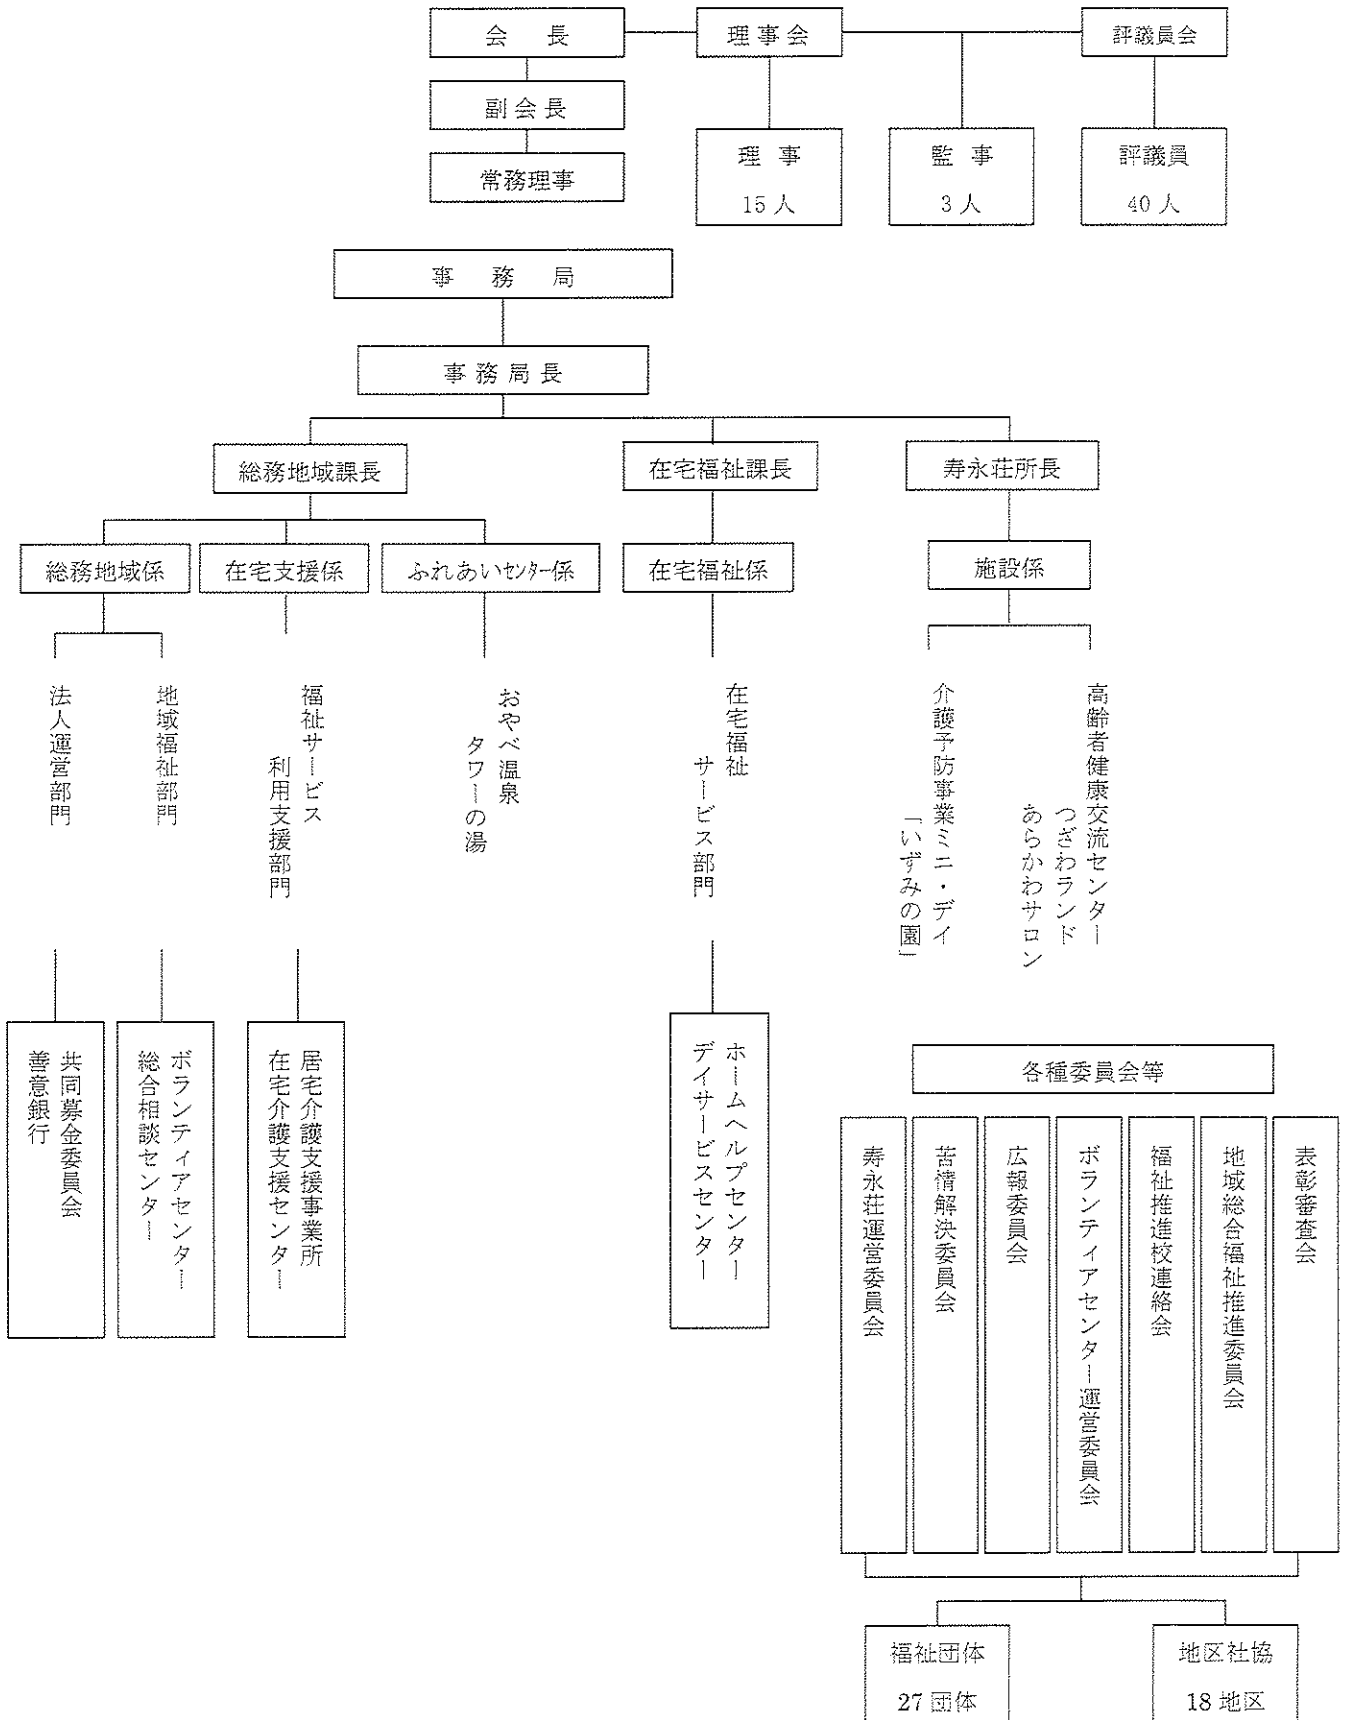 会長
理事会
評議員会
副会長
常務理事
理事
15人
監事
3人
評議員
40人
事務局
事務局長
総務地域課長
在宅福祉課長
寿永荘所長
総務地域係
在宅支援係
ふれあいセンター係
在宅福祉係
施設係
法人運営部門
地域福祉部門
福祉サービス
利用支援部門
おやべ温泉
タワーの湯
在宅福祉
サービス部門
介護予防事業ミニ・デイ
「いずみの園」
高齢者健康交流センター
つざわランド
あらかわサロン
共同募金委員会
善意銀行
ボランティアセンター
総合相談センター
居宅介護支援事業所
在宅介護支援センター
ホームヘルプセンター
デイサービスセンター
各種委員会等
寿永荘運営委員会
苦情解決委員会
広報委員会
ボランティアセンター運営委員会
福祉推進校連絡会
地域総合福祉推進委員会
表彰審査会
福祉団体
27団体
地区社協
18地区